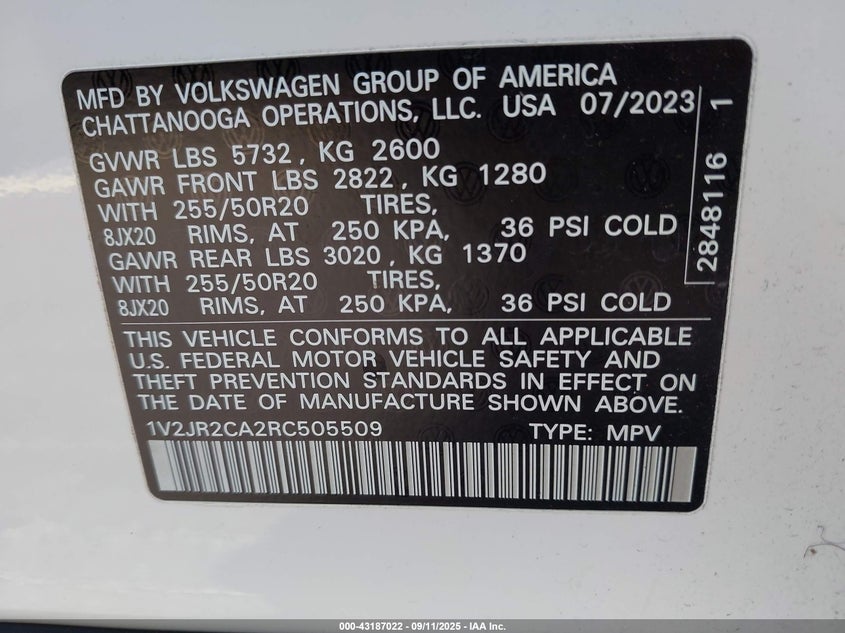 MFD BY VOLKSWAGEN GROUP OF AMERICA
CHATTANOOGA OPERATIONS, LLC. USA 07/2023
GVWR LBS 5732, KG 2600
GAWR FRONT LBS 2822, KG 1280
WITH 255/50R20 TIRES,
8JX20 RIMS, AT 250 KPA, 36 PSI COLD
GAWR REAR LBS 3020, KG 1370
WITH 255/50R20 TIRES,
8JX20 RIMS, AT 250 KPA, 36 PSI COLD
THIS VEHICLE CONFORMS TO ALL APPLICABLE
U.S. FEDERAL MOTOR VEHICLE SAFETY AND
THEFT PREVENTION STANDARDS IN EFFECT ON
THE DATE OF MANUFACTURE SHOWN ABOVE.
1V2JR2CA2RC505509 TYPE: MPV
2848116 1
000-43187022 - 09/11/2025 - IAA Inc.